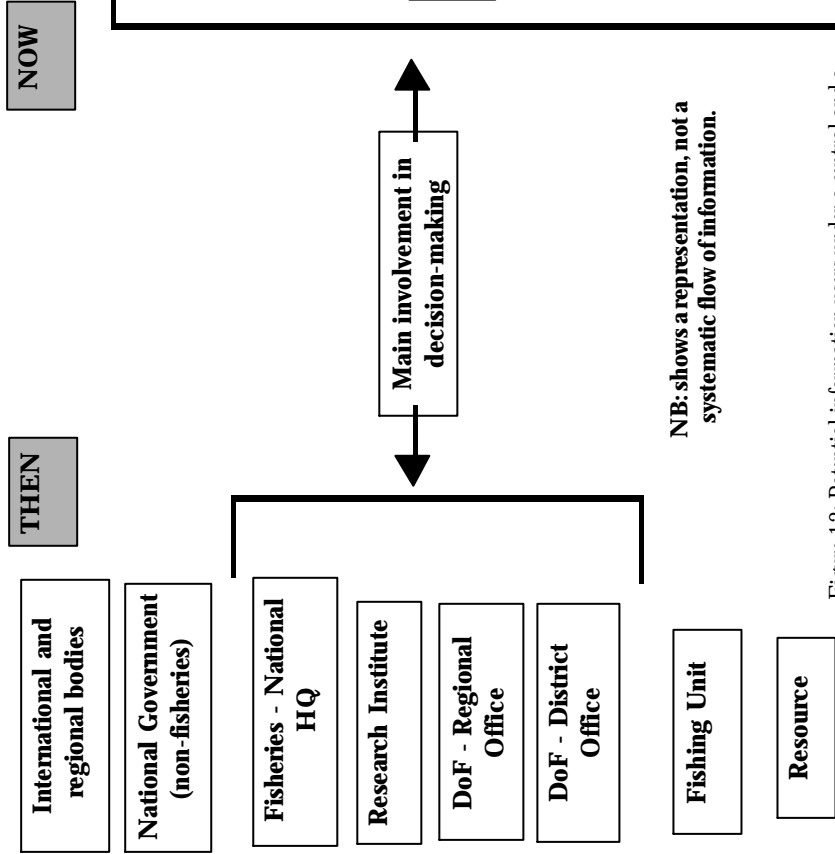 THEN
NOW
International and
regional bodies
National Government
(non-fisheries)
Fisheries - National
HQ
Research Institute
DoF - Regional
Office
DoF - District
Office
Fishing Unit
Resource
Main involvement in
decision-making
NB: shows a representation, not a
systematic flow of information.